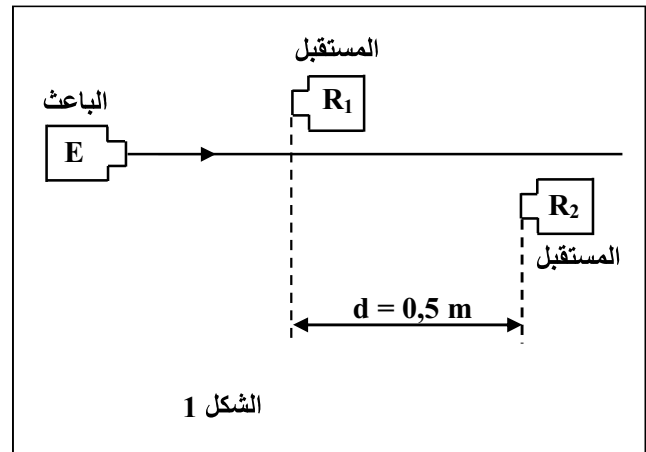 المستقبل
R₁
الباعث
E
R₂
المستقبل
d = 0,5 m
الشكل 1